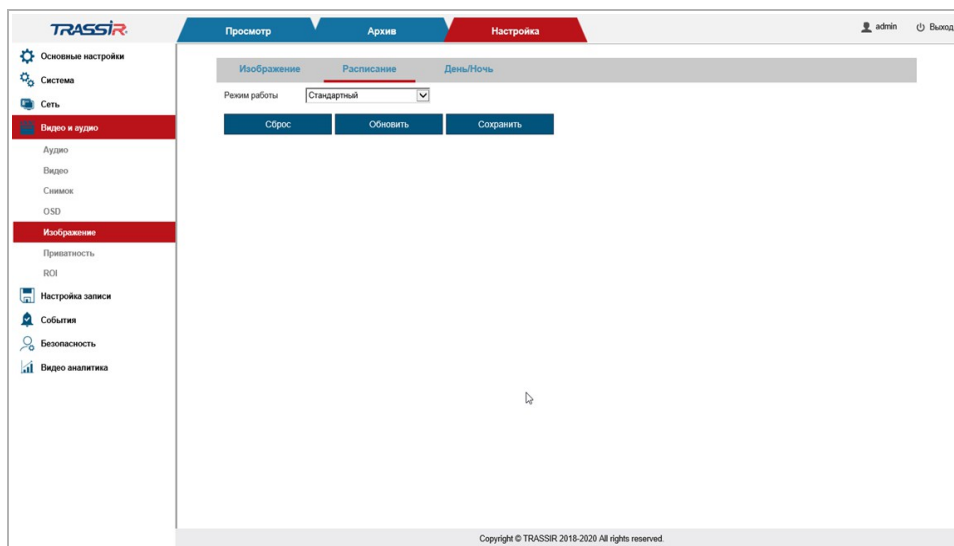 TRASSIR
Просмотр
Архив
Настройка
admin
Выход
Основные настройки
Система
Сеть
Видео и аудио
Аудио
Видео
Снимок
OSD
Изображение
Приватность
ROI
Настройка записи
События
Безопасность
Видео аналитика
Изображение
Расписание
День/Ночь
Режим работы
Стандартный
Сброс
Обновить
Сохранить
Copyright © TRASSIR 2018-2020 All rights reserved.